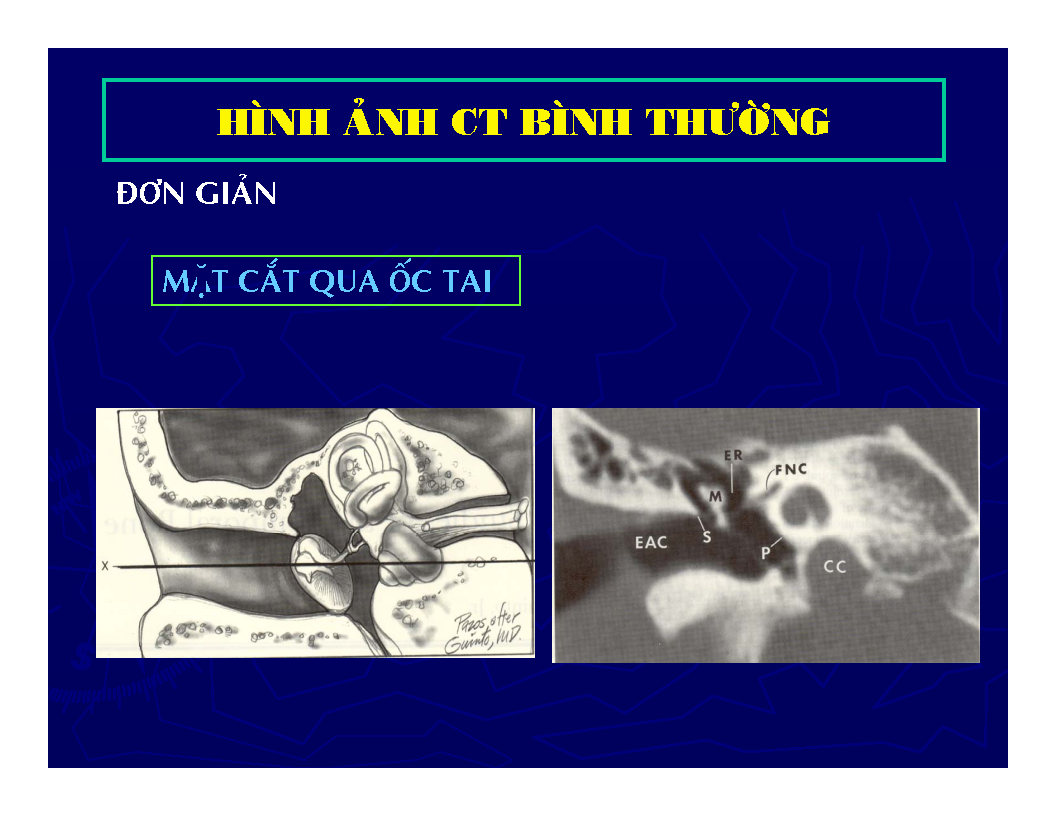 HÌNH ẢNH CT BÌNH THƯỜNG
ĐƠN GIẢN
MẶT CẮT QUA ỐC TAI
X
Pazos after
Guinto, MD.
ER
FNC
M
EAC
S
P
CC